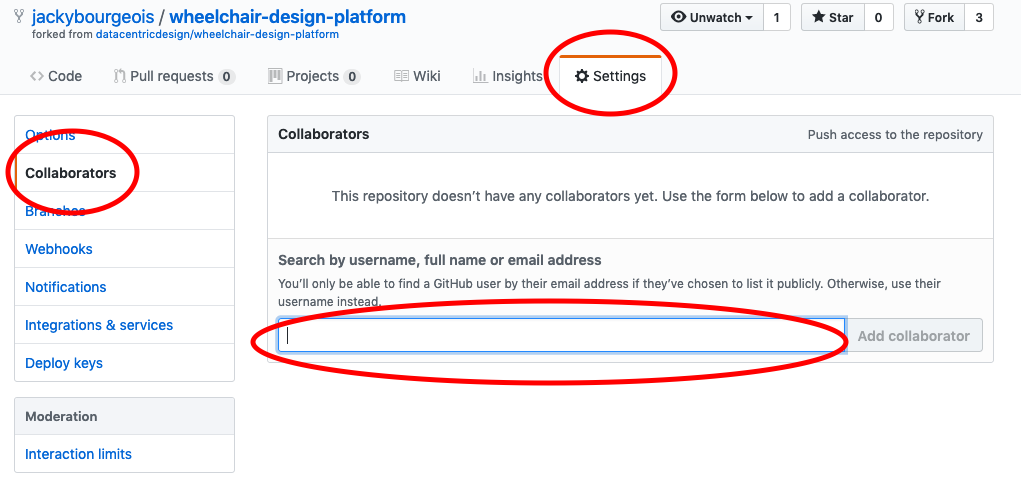 jackybourgeois / wheelchair-design-platform
forked from datacentricdesign/wheelchair-design-platform
Unwatch 1 Star 0 Fork 3
Code Pull requests 0 Projects 0 Wiki Insights Settings
Options
Collaborators
Branches
Webhooks
Notifications
Integrations & services
Deploy keys
Moderation
Interaction limits
Collaborators Push access to the repository
This repository doesn’t have any collaborators yet. Use the form below to add a collaborator.
Search by username, full name or email address
You’ll only be able to find a GitHub user by their email address if they’ve chosen to list it publicly. Otherwise, use their
username instead.
Add collaborator